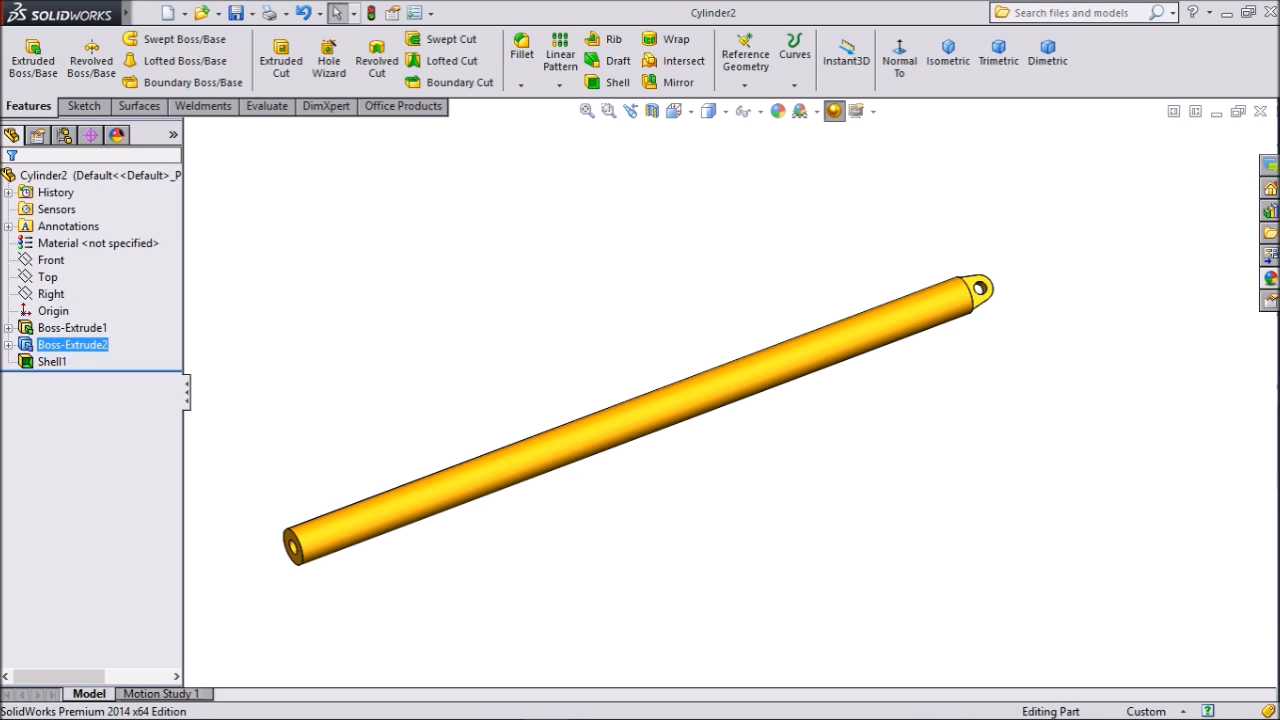 SOLIDWORKS
Cylinder2
Search files and models
Extruded Boss/Base
Revolved Boss/Base
Swept Boss/Base
Lofted Boss/Base
Boundary Boss/Base
Extruded Cut
Hole Wizard
Revolved Cut
Swept Cut
Lofted Cut
Boundary Cut
Fillet
Linear Pattern
Rib
Draft
Shell
Wrap
Intersect
Mirror
Reference Geometry
Curves
Instant3D
Normal To
Isometric
Trimetric
Dimetric
Features
Sketch
Surfaces
Weldments
Evaluate
DimXpert
Office Products
Cylinder2 (Default<<Default>_P
History
Sensors
Annotations
Material <not specified>
Front
Top
Right
Origin
Boss-Extrude1
Boss-Extrude2
Shell1
Model
Motion Study 1
SolidWorks Premium 2014 x64 Edition
Editing Part
Custom